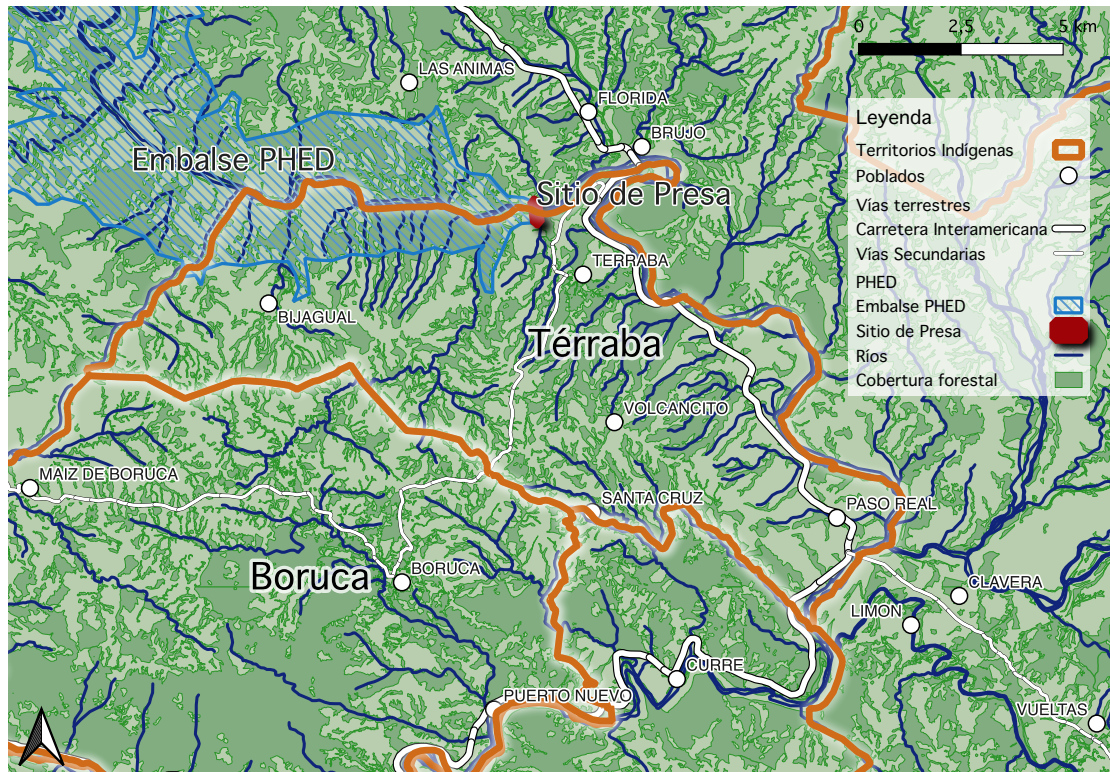 0 2,5 5 km
LAS ANIMAS
FLORIDA
BRUJO
Embalse PHED
Sitio de Presa
TERRABA
BIJAGUAL
Térraba
VOLCANCITO
MAIZ DE BORUCA
SANTA CRUZ
PASO REAL
Boruca
BORUCA
CLAVERA
LIMON
CURRE
PUERTO NUEVO
VUELTAS
Leyenda
Territorios Indígenas
Poblados
Vías terrestres
Carretera Interamericana
Vías Secundarias
PHED
Embalse PHED
Sitio de Presa
Ríos
Cobertura forestal